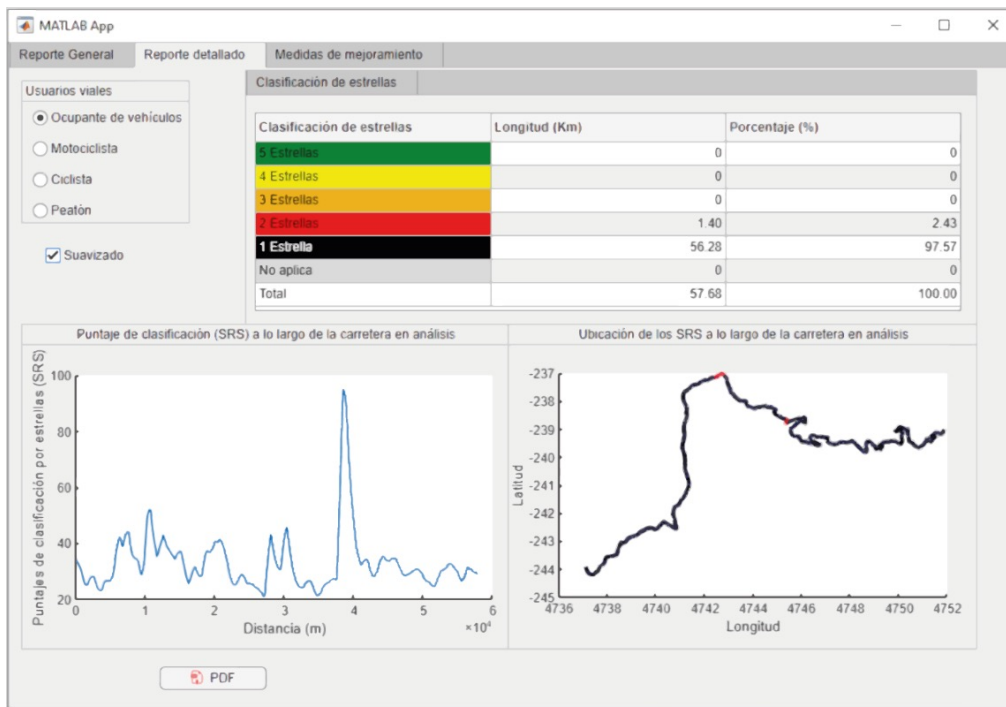 MATLAB App
Reporte General Reporte detallado Medidas de mejoramiento
Usuarios viales
Ocupante de vehículos
Motociclista
Ciclista
Peatón
Suavizado
Clasificación de estrellas
Clasificación de estrellas Longitud (Km) Porcentaje (%)
5 Estrellas 0 0
4 Estrellas 0 0
3 Estrellas 0 0
2 Estrellas 1.40 2.43
1 Estrella 56.28 97.57
No aplica 0 0
Total 57.68 100.00
Puntaje de clasificación (SRS) a lo largo de la carretera en análisis
Puntajes de clasificación por estrellas (SRS)
100
80
60
40
20
0 1 2 3 4 5 6
Distancia (m) ×10⁴
Ubicación de los SRS a lo largo de la carretera en análisis
Latitud
-237
-238
-239
-240
-241
-242
-243
-244
-245
4736 4738 4740 4742 4744 4746 4748 4750 4752
Longitud
PDF